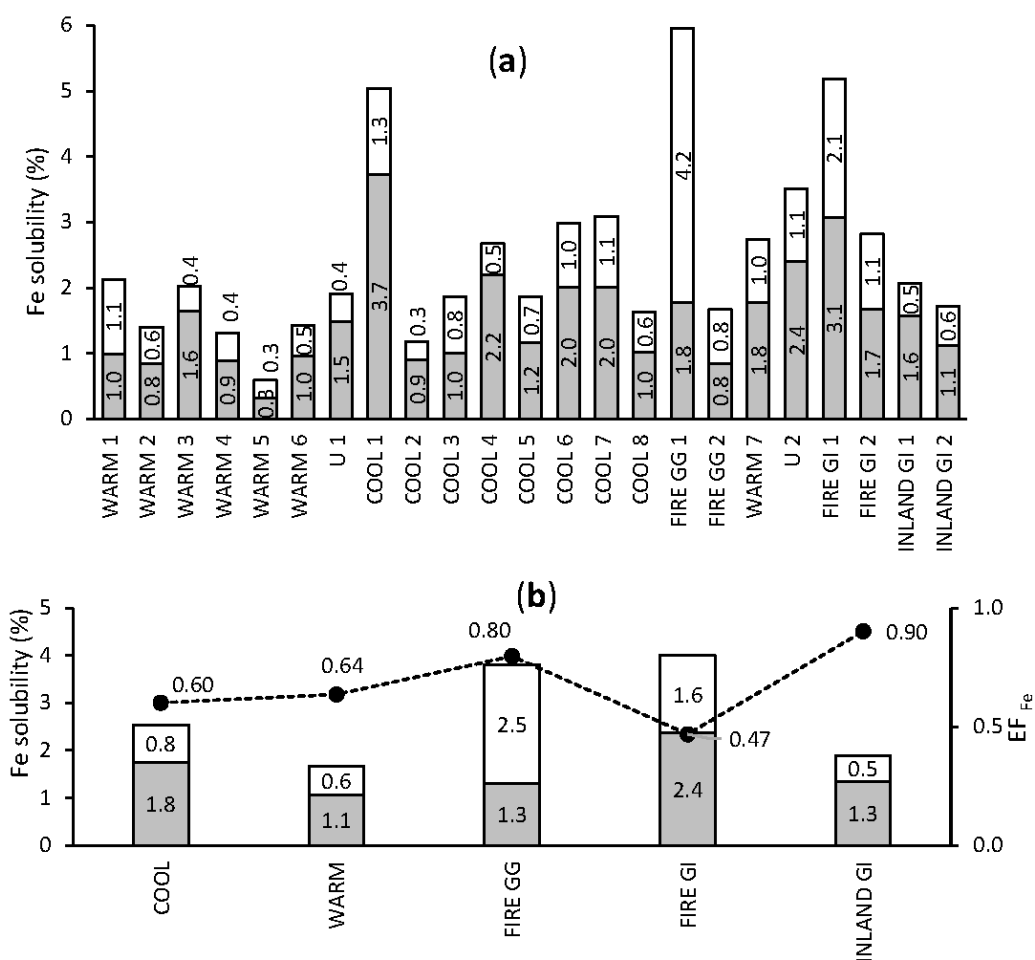 (a)
Fe solubility (%)
6
5
4
3
2
1
0
1.1
0.6
0.4
0.4
0.3
0.5
0.4
1.3
0.3
0.8
0.5
0.7
1.0
1.1
0.6
4.2
0.8
1.0
1.1
2.1
1.1
0.5
0.6
1.0
0.8
1.6
0.9
0.3
1.0
1.5
3.7
0.9
1.0
2.2
1.2
2.0
2.0
1.0
1.8
0.8
1.8
2.4
3.1
1.7
1.6
1.1
WARM 1
WARM 2
WARM 3
WARM 4
WARM 5
WARM 6
U 1
COOL 1
COOL 2
COOL 3
COOL 4
COOL 5
COOL 6
COOL 7
COOL 8
FIRE GG 1
FIRE GG 2
WARM 7
U 2
FIRE GI 1
FIRE GI 2
INLAND GI 1
INLAND GI 2
(b)
Fe solubility (%)
5
4
3
2
1
0
0.60
0.64
0.80
0.47
0.90
0.8
0.6
2.5
1.6
0.5
1.8
1.1
1.3
2.4
1.3
1.0
0.5
0.0
EF Fe
COOL
WARM
FIRE GG
FIRE GI
INLAND GI